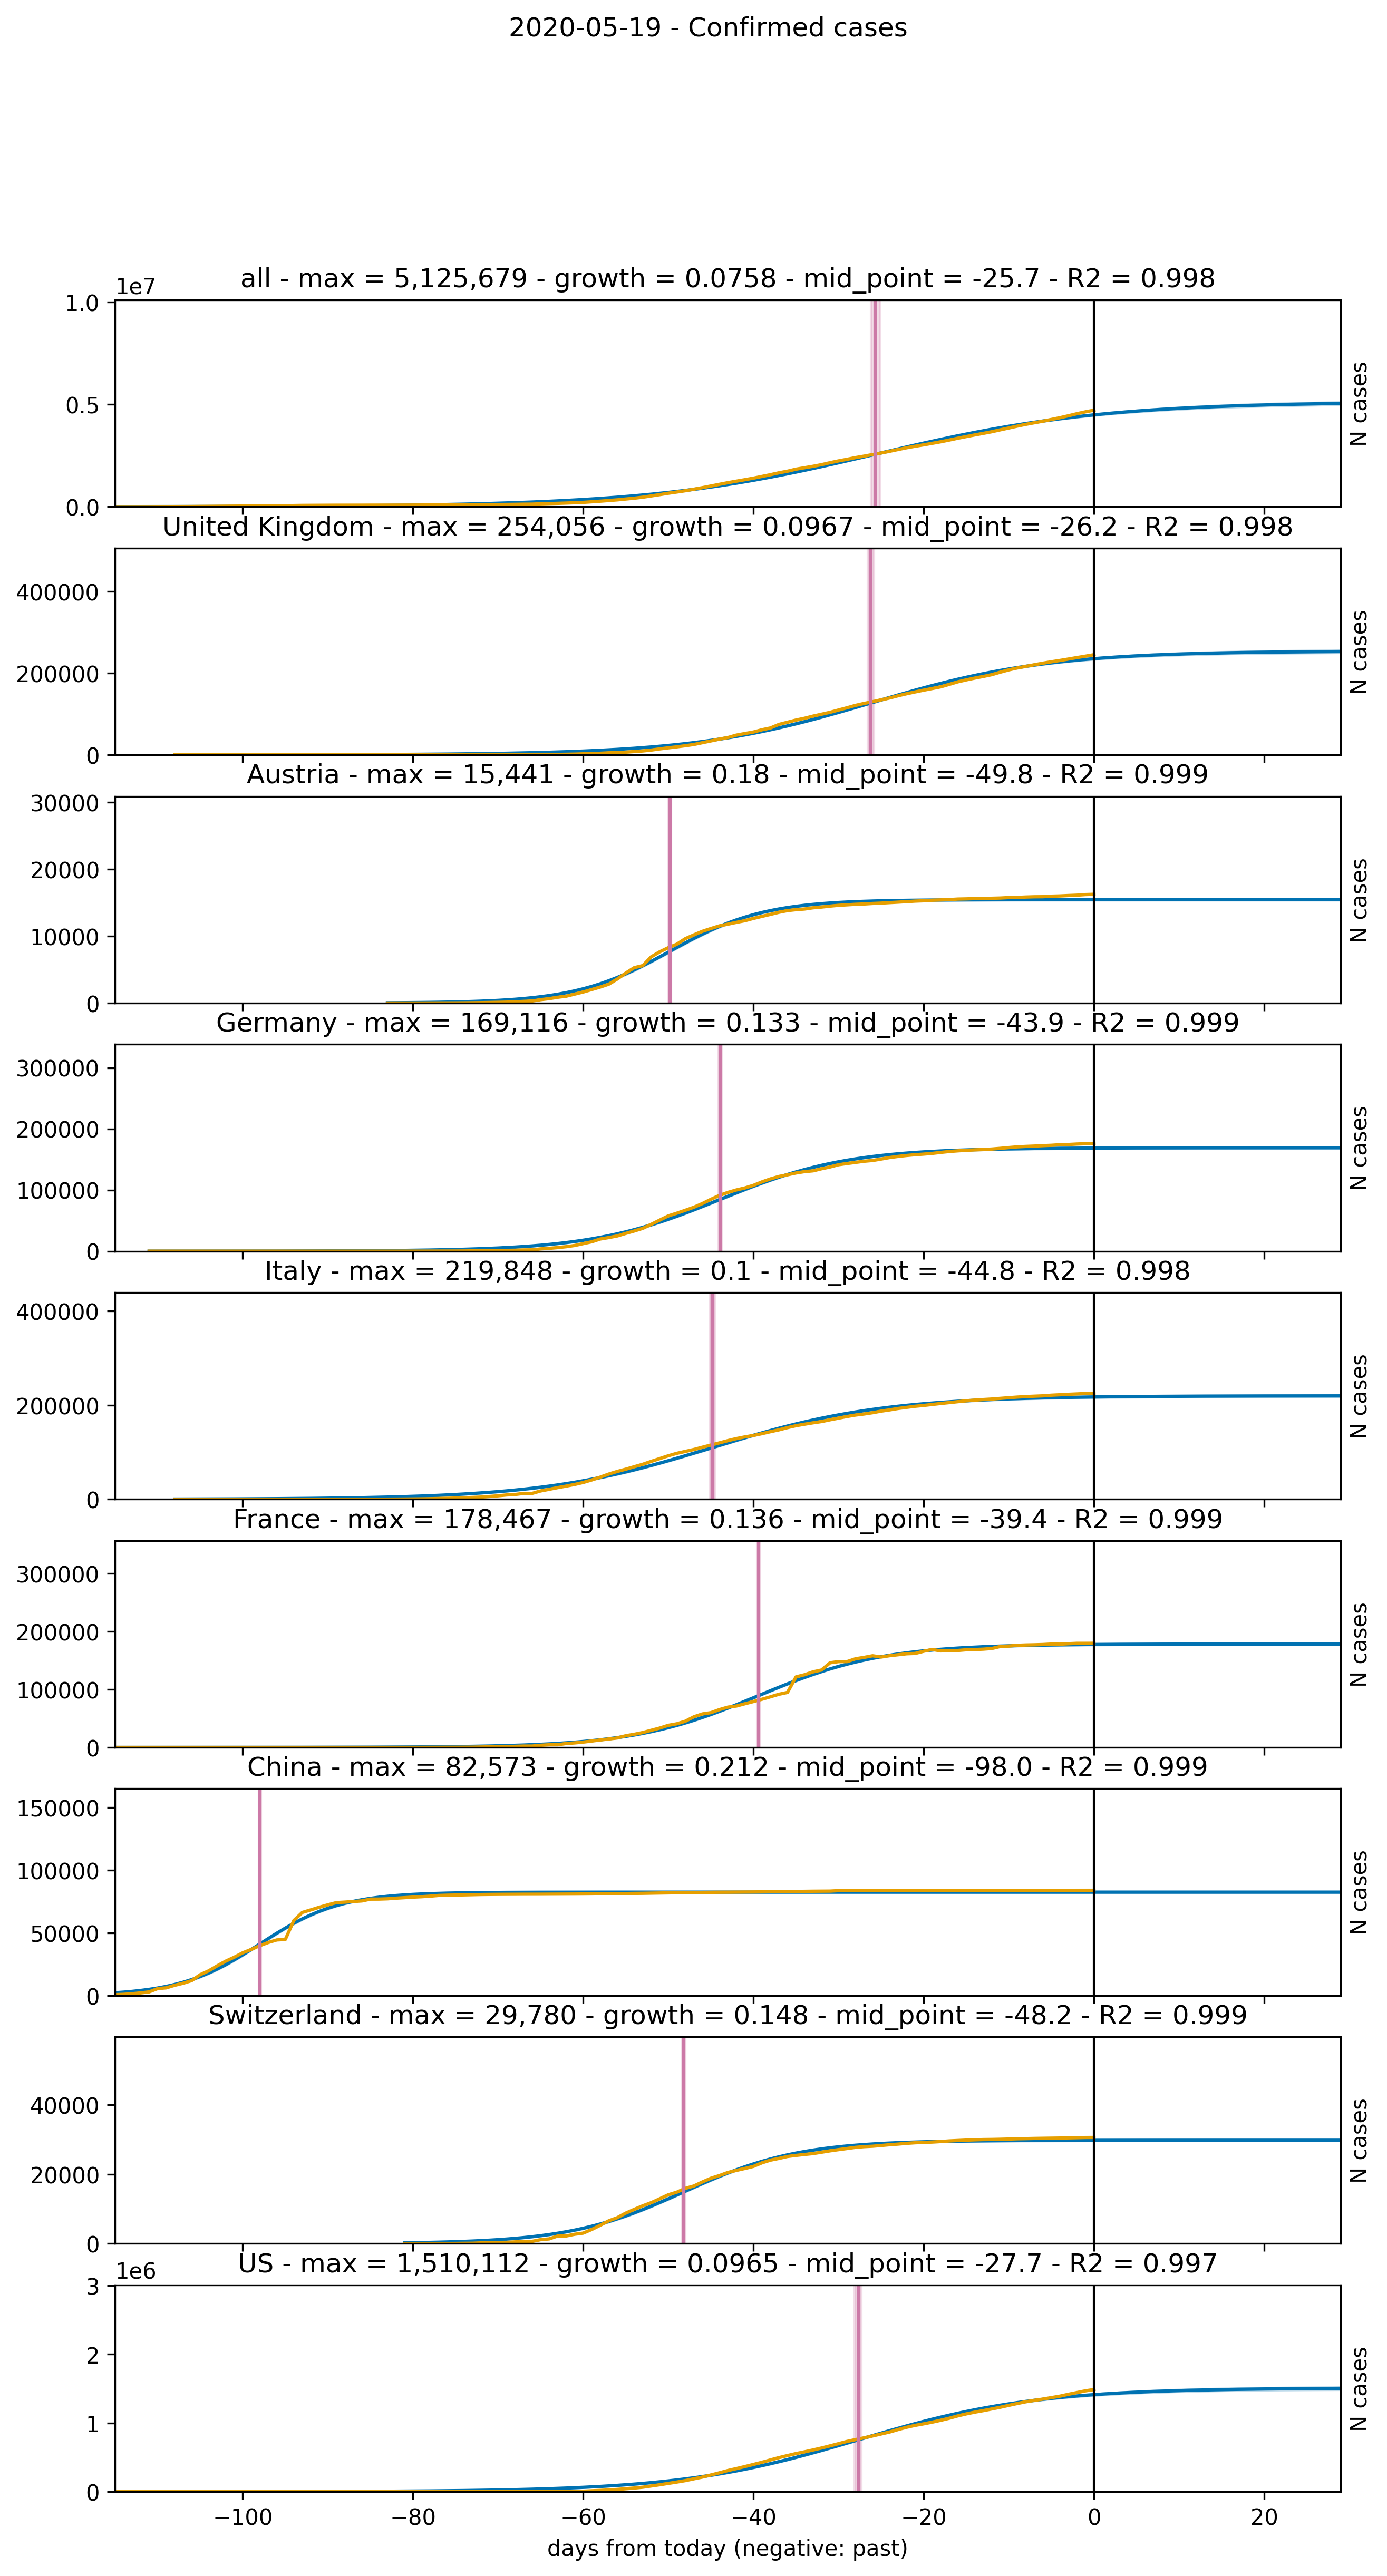 2020-05-19 - Confirmed cases
all - max = 5,125,679 - growth = 0.0758 - mid_point = -25.7 - R2 = 0.998
1e7
1.0
0.5
0.0
N cases
United Kingdom - max = 254,056 - growth = 0.0967 - mid_point = -26.2 - R2 = 0.998
400000
200000
0
N cases
Austria - max = 15,441 - growth = 0.18 - mid_point = -49.8 - R2 = 0.999
30000
20000
10000
0
N cases
Germany - max = 169,116 - growth = 0.133 - mid_point = -43.9 - R2 = 0.999
300000
200000
100000
0
N cases
Italy - max = 219,848 - growth = 0.1 - mid_point = -44.8 - R2 = 0.998
400000
200000
0
N cases
France - max = 178,467 - growth = 0.136 - mid_point = -39.4 - R2 = 0.999
300000
200000
100000
0
N cases
China - max = 82,573 - growth = 0.212 - mid_point = -98.0 - R2 = 0.999
150000
100000
50000
0
N cases
Switzerland - max = 29,780 - growth = 0.148 - mid_point = -48.2 - R2 = 0.999
40000
20000
0
N cases
US - max = 1,510,112 - growth = 0.0965 - mid_point = -27.7 - R2 = 0.997
1e6
3
2
1
0
N cases
−100 −80 −60 −40 −20 0 20
days from today (negative: past)